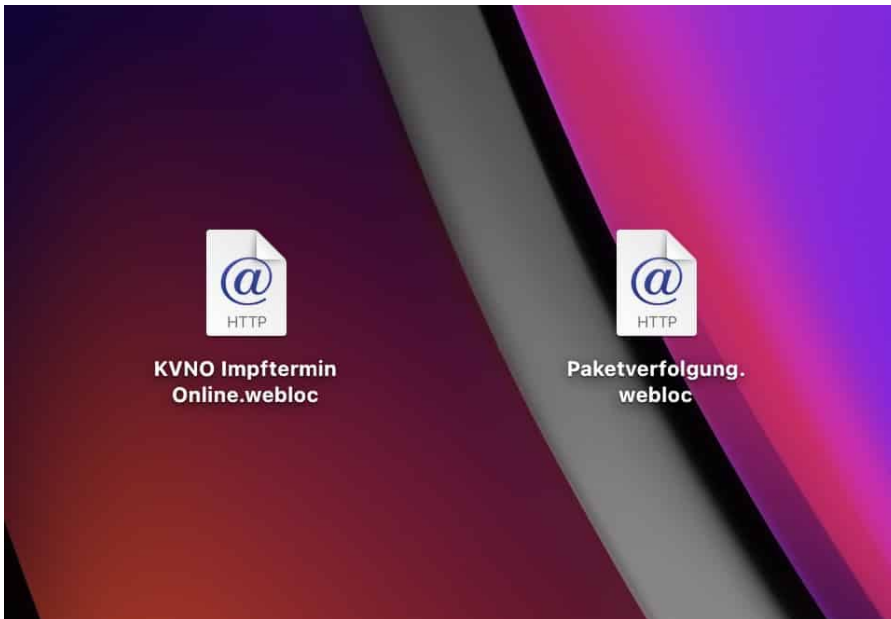 @
HTTP
KVNO Impftermin
Online.webloc
@
HTTP
Paketverfolgung.
webloc